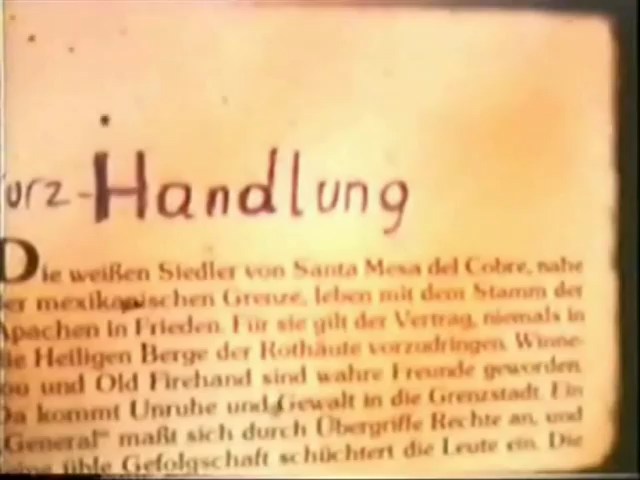 urz-Handlung
Die weißen Siedler von Santa Mesa del Cobre, nahe
er mexikanischen Grenze, leben mit dem Stamm der
Apachen in Frieden. Für sie gilt der Vertrag, niemals in
ie Heiligen Berge der Rothäute vorzudringen. Winne-
ou und Old Firehand sind wahre Freunde geworden.
Da kommt Unruhe und Gewalt in die Grenzstadt. Ein
„General“ maßt sich durch Übergriffe Rechte an, und
eine üble Gefolgschaft schüchtert die Leute ein. Die